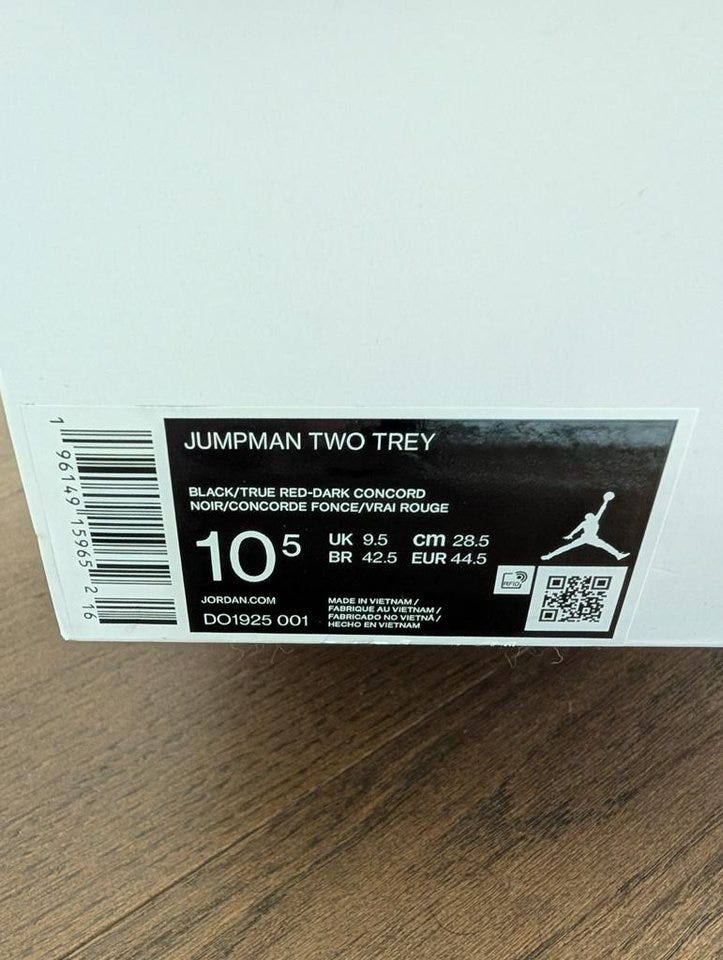 JUMPMAN TWO TREY
BLACK/TRUE RED-DARK CONCORD
NOIR/CONCORDE FONCE/VRAI ROUGE
10⁵
UK 9.5 cm 28.5
BR 42.5 EUR 44.5
JORDAN.COM
DO1925 001
MADE IN VIETNAM /
FABRIQUE AU VIETNAM /
FABRICADO NO VIETNÃ /
HECHO EN VIETNAM
RFID
1 96149 15965 2 16